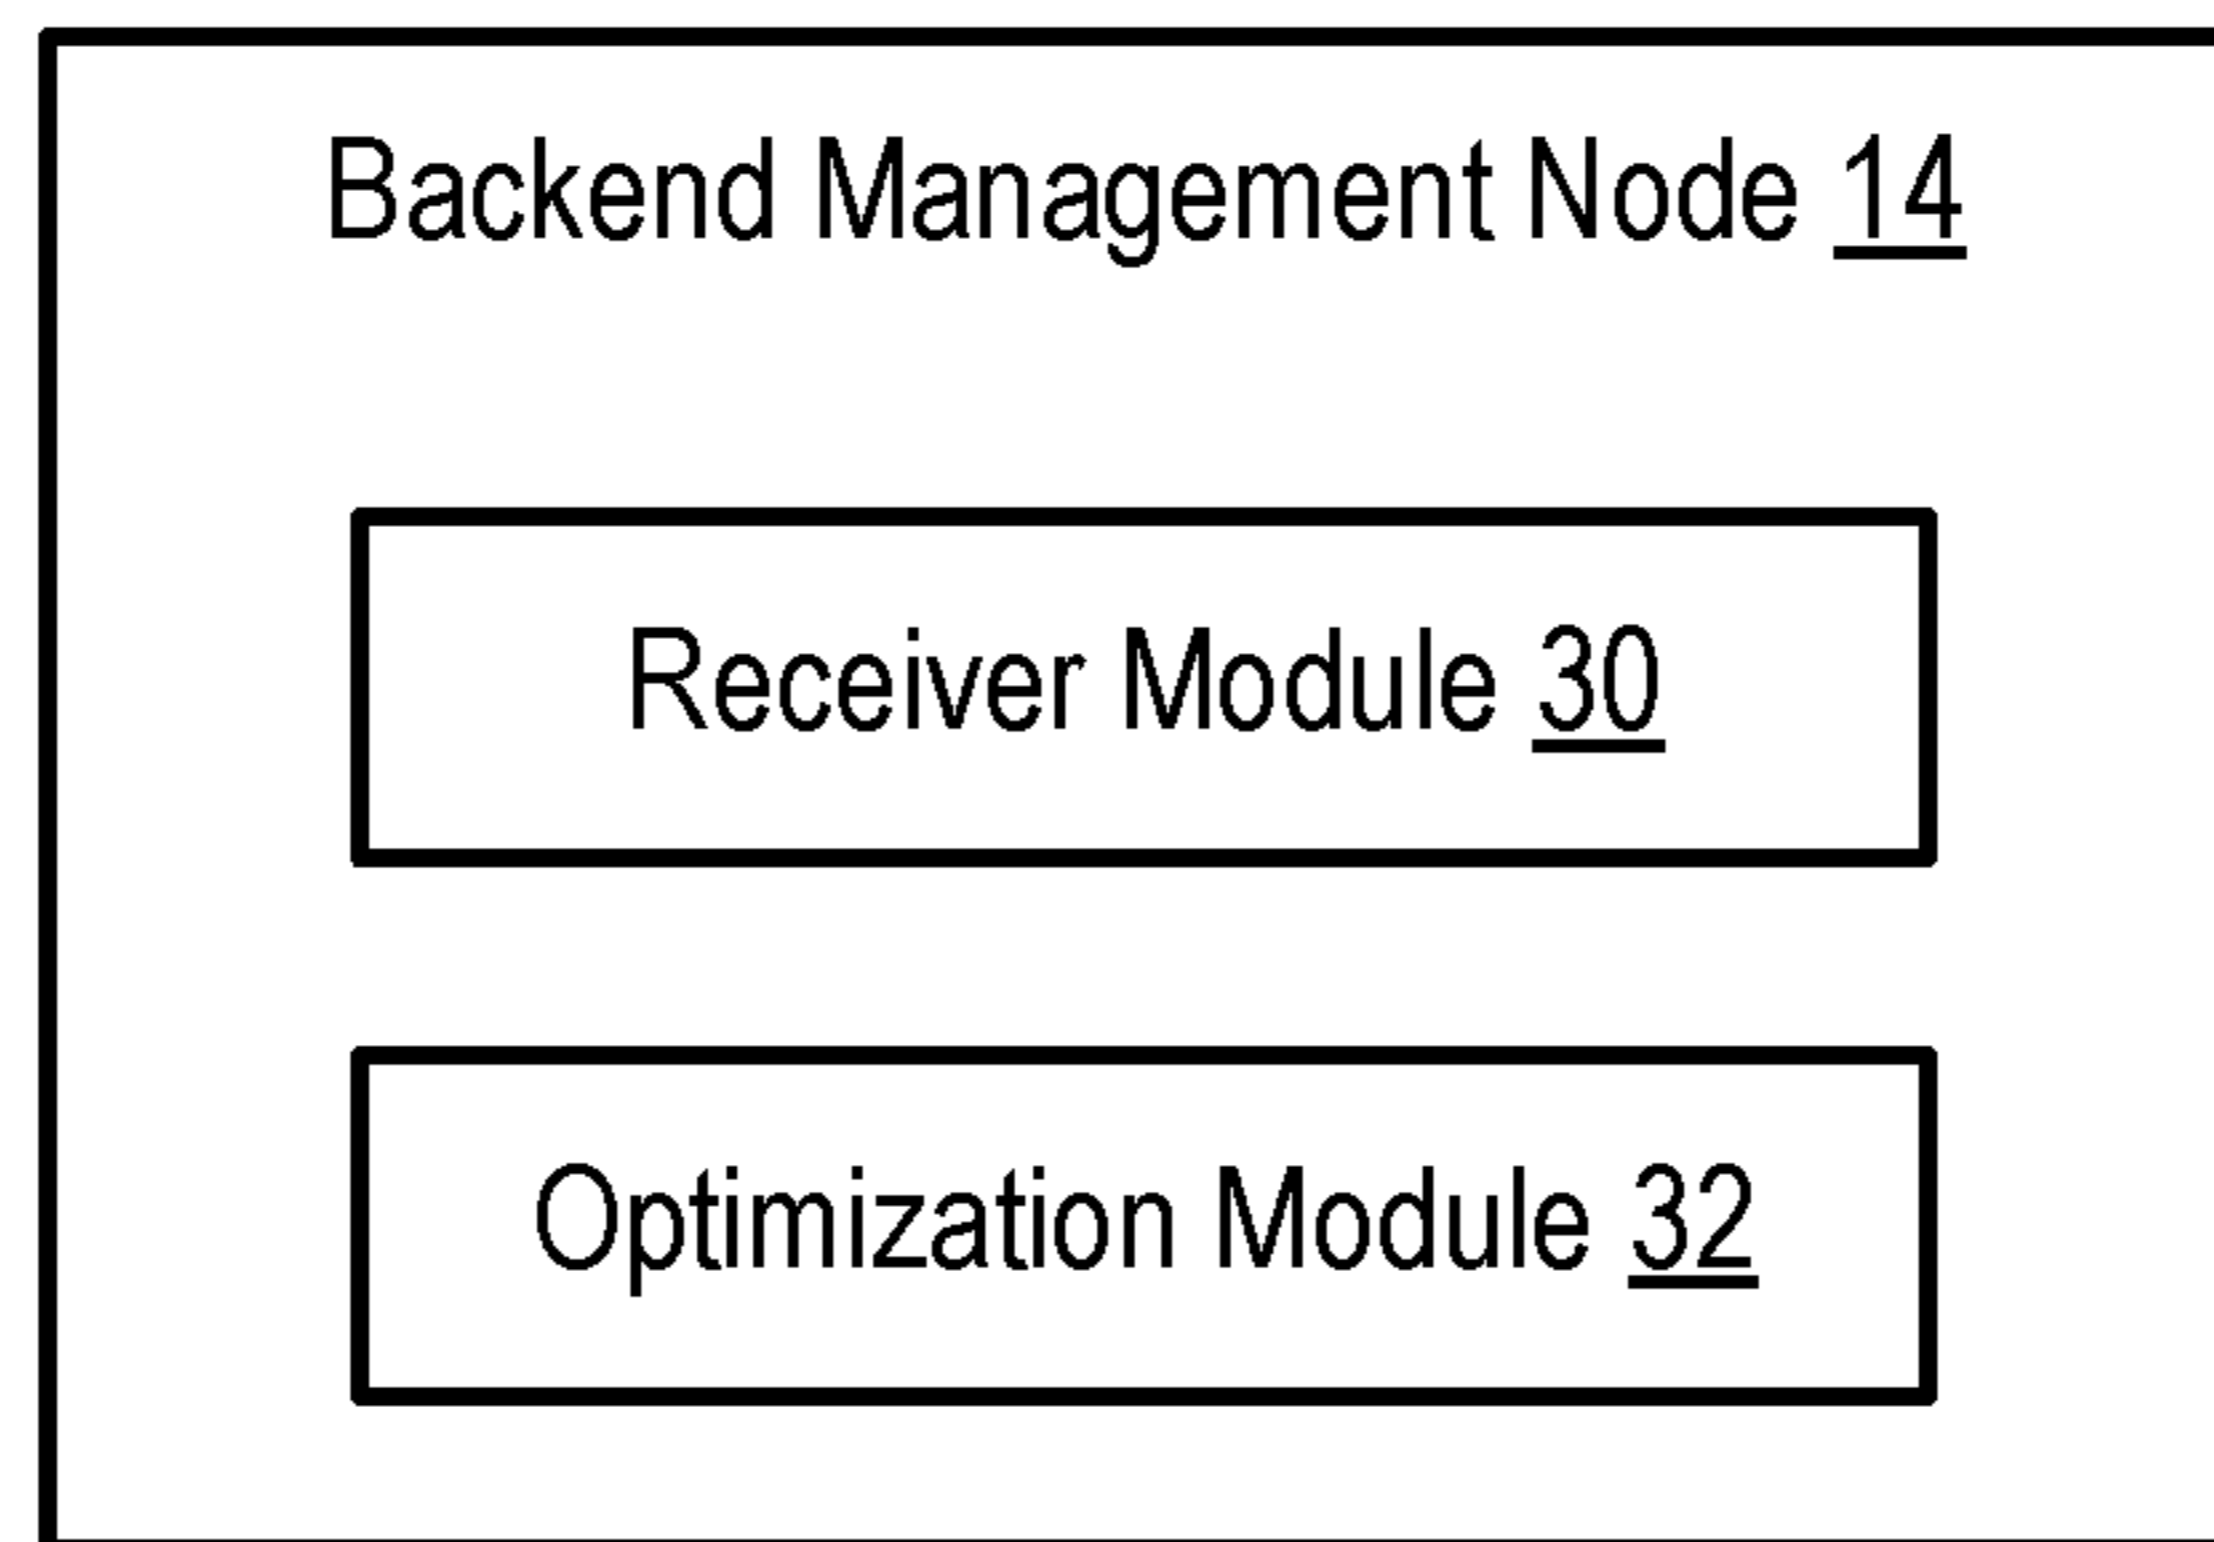 Backend Management Node 14
Receiver Module 30
Optimization Module 32